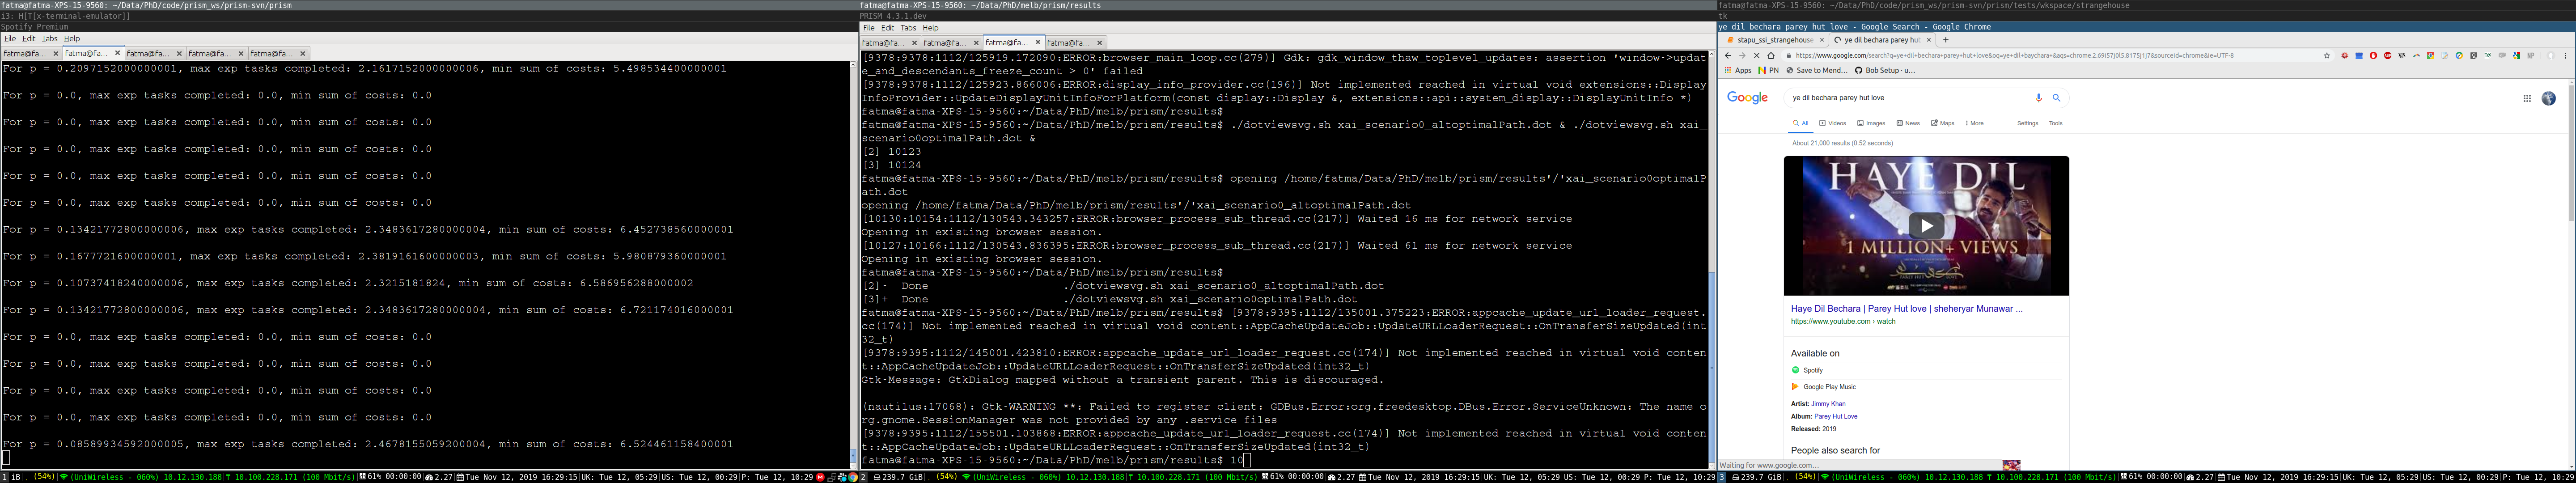 fatma@fatma-XPS-15-9560: ~/Data/PhD/code/prism_ws/prism-svn/prism
i3: H[T[x-terminal-emulator]]
Spotify Premium
File Edit Tabs Help
fatma@fa... fatma@fa... fatma@fa... fatma@fa... fatma@fa...
For p = 0.2097152000000001, max exp tasks completed: 2.1617152000000006, min sum of costs: 5.498534400000001
For p = 0.0, max exp tasks completed: 0.0, min sum of costs: 0.0
For p = 0.0, max exp tasks completed: 0.0, min sum of costs: 0.0
For p = 0.0, max exp tasks completed: 0.0, min sum of costs: 0.0
For p = 0.0, max exp tasks completed: 0.0, min sum of costs: 0.0
For p = 0.0, max exp tasks completed: 0.0, min sum of costs: 0.0
For p = 0.13421772800000006, max exp tasks completed: 2.3483617280000004, min sum of costs: 6.452738560000001
For p = 0.1677721600000001, max exp tasks completed: 2.3819161600000003, min sum of costs: 5.980879360000001
For p = 0.10737418240000006, max exp tasks completed: 2.3215181824, min sum of costs: 6.586956288000002
For p = 0.13421772800000006, max exp tasks completed: 2.3483617280000004, min sum of costs: 6.721174016000001
For p = 0.0, max exp tasks completed: 0.0, min sum of costs: 0.0
For p = 0.0, max exp tasks completed: 0.0, min sum of costs: 0.0
For p = 0.0, max exp tasks completed: 0.0, min sum of costs: 0.0
For p = 0.0, max exp tasks completed: 0.0, min sum of costs: 0.0
For p = 0.08589934592000005, max exp tasks completed: 2.4678155059200004, min sum of costs: 6.524461158400001
1 iB (54%) (UniWireless - 060%) 10.12.130.188 T 10.100.228.171 (100 Mbit/s) 61% 00:00:00 2.27 Tue Nov 12, 2019 16:29:15 UK: Tue 12, 05:29 US: Tue 12, 00:29 P: Tue 12, 10:29
fatma@fatma-XPS-15-9560: ~/Data/PhD/melb/prism/results
PRISM 4.3.1.dev
File Edit Tabs Help
fatma@fa... fatma@fa... fatma@fa... fatma@fa...
[9378:9378:1112/125919.172090:ERROR:browser_main_loop.cc(279)] Gdk: gdk_window_thaw_toplevel_updates: assertion 'window->updat
e_and_descendants_freeze_count > 0' failed
[9378:9378:1112/125923.866006:ERROR:display_info_provider.cc(196)] Not implemented reached in virtual void extensions::Display
InfoProvider::UpdateDisplayUnitInfoForPlatform(const display::Display &, extensions::api::system_display::DisplayUnitInfo *)
fatma@fatma-XPS-15-9560:~/Data/PhD/melb/prism/results$
fatma@fatma-XPS-15-9560:~/Data/PhD/melb/prism/results$ ./dotviewsvg.sh xai_scenario0_altoptimalPath.dot & ./dotviewsvg.sh xai_
scenario0optimalPath.dot &
[2] 10123
[3] 10124
fatma@fatma-XPS-15-9560:~/Data/PhD/melb/prism/results$ opening /home/fatma/Data/PhD/melb/prism/results'/'xai_scenario0optimalP
ath.dot
opening /home/fatma/Data/PhD/melb/prism/results'/'xai_scenario0_altoptimalPath.dot
[10130:10154:1112/130543.343257:ERROR:browser_process_sub_thread.cc(217)] Waited 16 ms for network service
Opening in existing browser session.
[10127:10166:1112/130543.836395:ERROR:browser_process_sub_thread.cc(217)] Waited 61 ms for network service
Opening in existing browser session.
fatma@fatma-XPS-15-9560:~/Data/PhD/melb/prism/results$
[2]- Done ./dotviewsvg.sh xai_scenario0_altoptimalPath.dot
[3]+ Done ./dotviewsvg.sh xai_scenario0optimalPath.dot
fatma@fatma-XPS-15-9560:~/Data/PhD/melb/prism/results$ [9378:9395:1112/135001.375223:ERROR:appcache_update_url_loader_request.
cc(174)] Not implemented reached in virtual void content::AppCacheUpdateJob::UpdateURLLoaderRequest::OnTransferSizeUpdated(int
32_t)
[9378:9395:1112/145001.423810:ERROR:appcache_update_url_loader_request.cc(174)] Not implemented reached in virtual void conten
t::AppCacheUpdateJob::UpdateURLLoaderRequest::OnTransferSizeUpdated(int32_t)
Gtk-Message: GtkDialog mapped without a transient parent. This is discouraged.
(nautilus:17068): Gtk-WARNING **: Failed to register client: GDBus.Error:org.freedesktop.DBus.Error.ServiceUnknown: The name o
rg.gnome.SessionManager was not provided by any .service files
[9378:9395:1112/155501.103868:ERROR:appcache_update_url_loader_request.cc(174)] Not implemented reached in virtual void conten
t::AppCacheUpdateJob::UpdateURLLoaderRequest::OnTransferSizeUpdated(int32_t)
fatma@fatma-XPS-15-9560:~/Data/PhD/melb/prism/results$ 10
2 239.7 GiB (54%) (UniWireless - 060%) 10.12.130.188 T 10.100.228.171 (100 Mbit/s) 61% 00:00:00 2.27 Tue Nov 12, 2019 16:29:15 UK: Tue 12, 05:29 US: Tue 12, 00:29 P: Tue 12, 10:29
fatma@fatma-XPS-15-9560: ~/Data/PhD/code/prism_ws/prism-svn/prism/tests/wkspace/strangehouse
tk
ye dil bechara parey hut love - Google Search - Google Chrome
stapu_ssi_strangehouse ye dil bechara parey hut
https://www.google.com/search?q=ye+dil+bechara+parey+hut+love&oq=ye+dil+baychara+&aqs=chrome.2.69i57j0l5.8175j1j7&sourceid=chrome&ie=UTF-8
Apps PN Save to Mend... Bob Setup - u...
Google ye dil bechara parey hut love
All Videos Images News Maps More Settings Tools
About 21,000 results (0.52 seconds)
HAYE DIL
1 MILLION+ VIEWS
Haye Dil Bechara | Parey Hut love | sheheryar Munawar ...
https://www.youtube.com › watch
Available on
Spotify
Google Play Music
Artist: Jimmy Khan
Album: Parey Hut Love
Released: 2019
People also search for
Waiting for www.google.com...
3 239.7 GiB (54%) (UniWireless - 060%) 10.12.130.188 T 10.100.228.171 (100 Mbit/s) 61% 00:00:00 2.27 Tue Nov 12, 2019 16:29:15 UK: Tue 12, 05:29 US: Tue 12, 00:29 P: Tue 12, 10:29